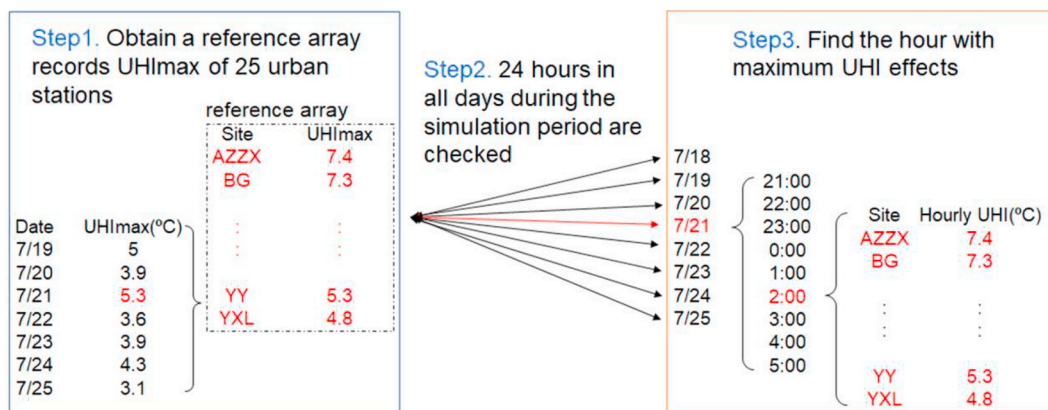 Step1. Obtain a reference array
records UHImax of 25 urban
stations
reference array
Site UHImax
AZZX 7.4
BG 7.3
: :
: :
YY 5.3
YXL 4.8
Date UHImax(ºC)
7/19 5
7/20 3.9
7/21 5.3
7/22 3.6
7/23 3.9
7/24 4.3
7/25 3.1
Step2. 24 hours in
all days during the
simulation period are
checked
Step3. Find the hour with
maximum UHI effects
7/18
7/19
7/20
7/21
7/22
7/23
7/24
7/25
21:00
22:00
23:00
0:00
1:00
2:00
3:00
4:00
5:00
Site Hourly UHI(ºC)
AZZX 7.4
BG 7.3
: :
: :
YY 5.3
YXL 4.8